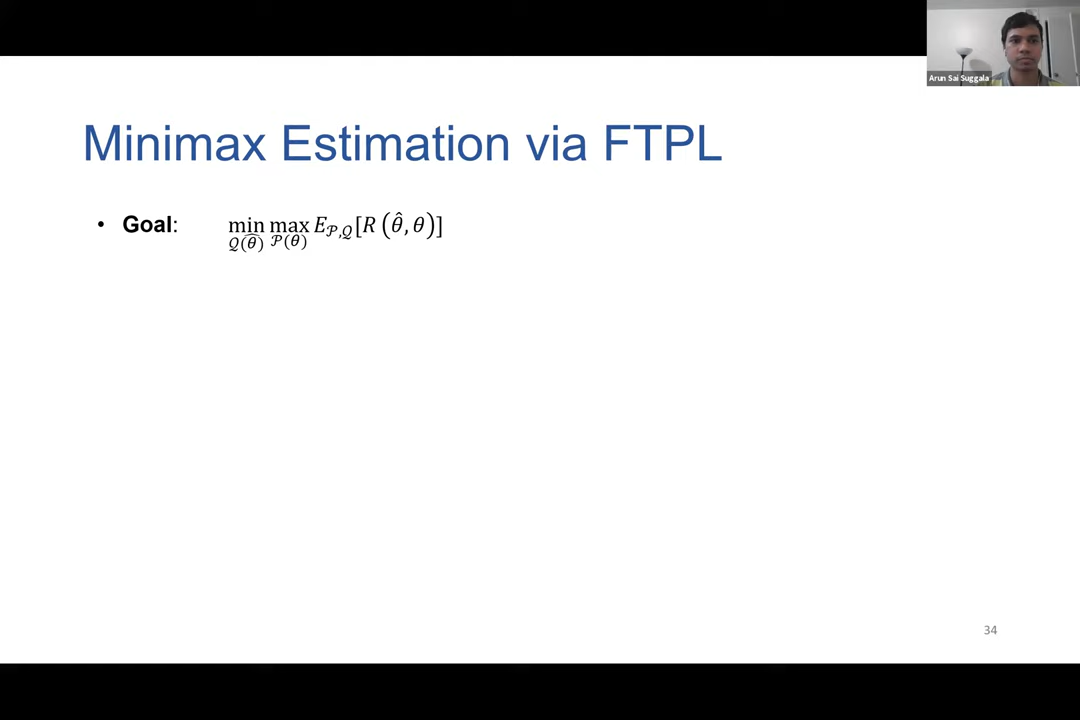 Arun Sai Suggala
Minimax Estimation via FTPL
• Goal: min_{𝒬(θ̂)} max_{𝒫(θ)} E_{𝒫,𝒬}[R (θ̂, θ)]
34